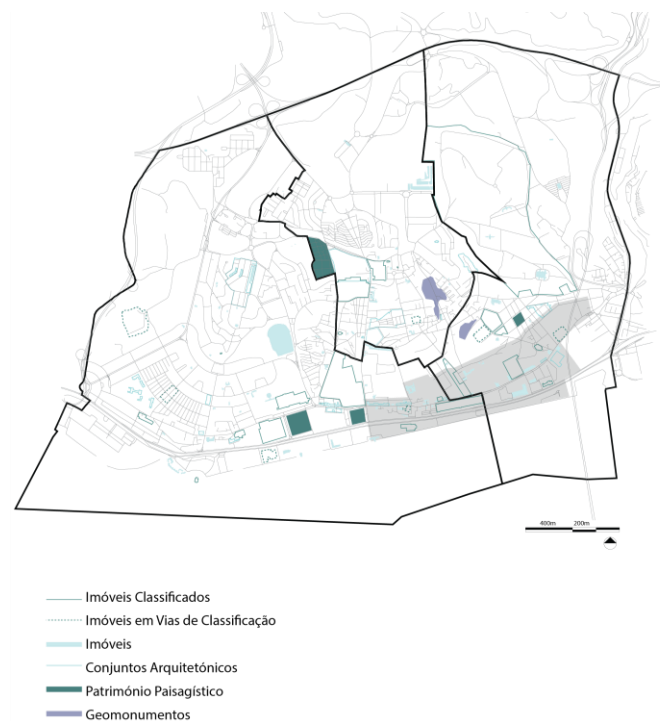 400m 200m
Imóveis Classificados
Imóveis em Vias de Classificação
Imóveis
Conjuntos Arquitetónicos
Património Paisagístico
Geomonumentos